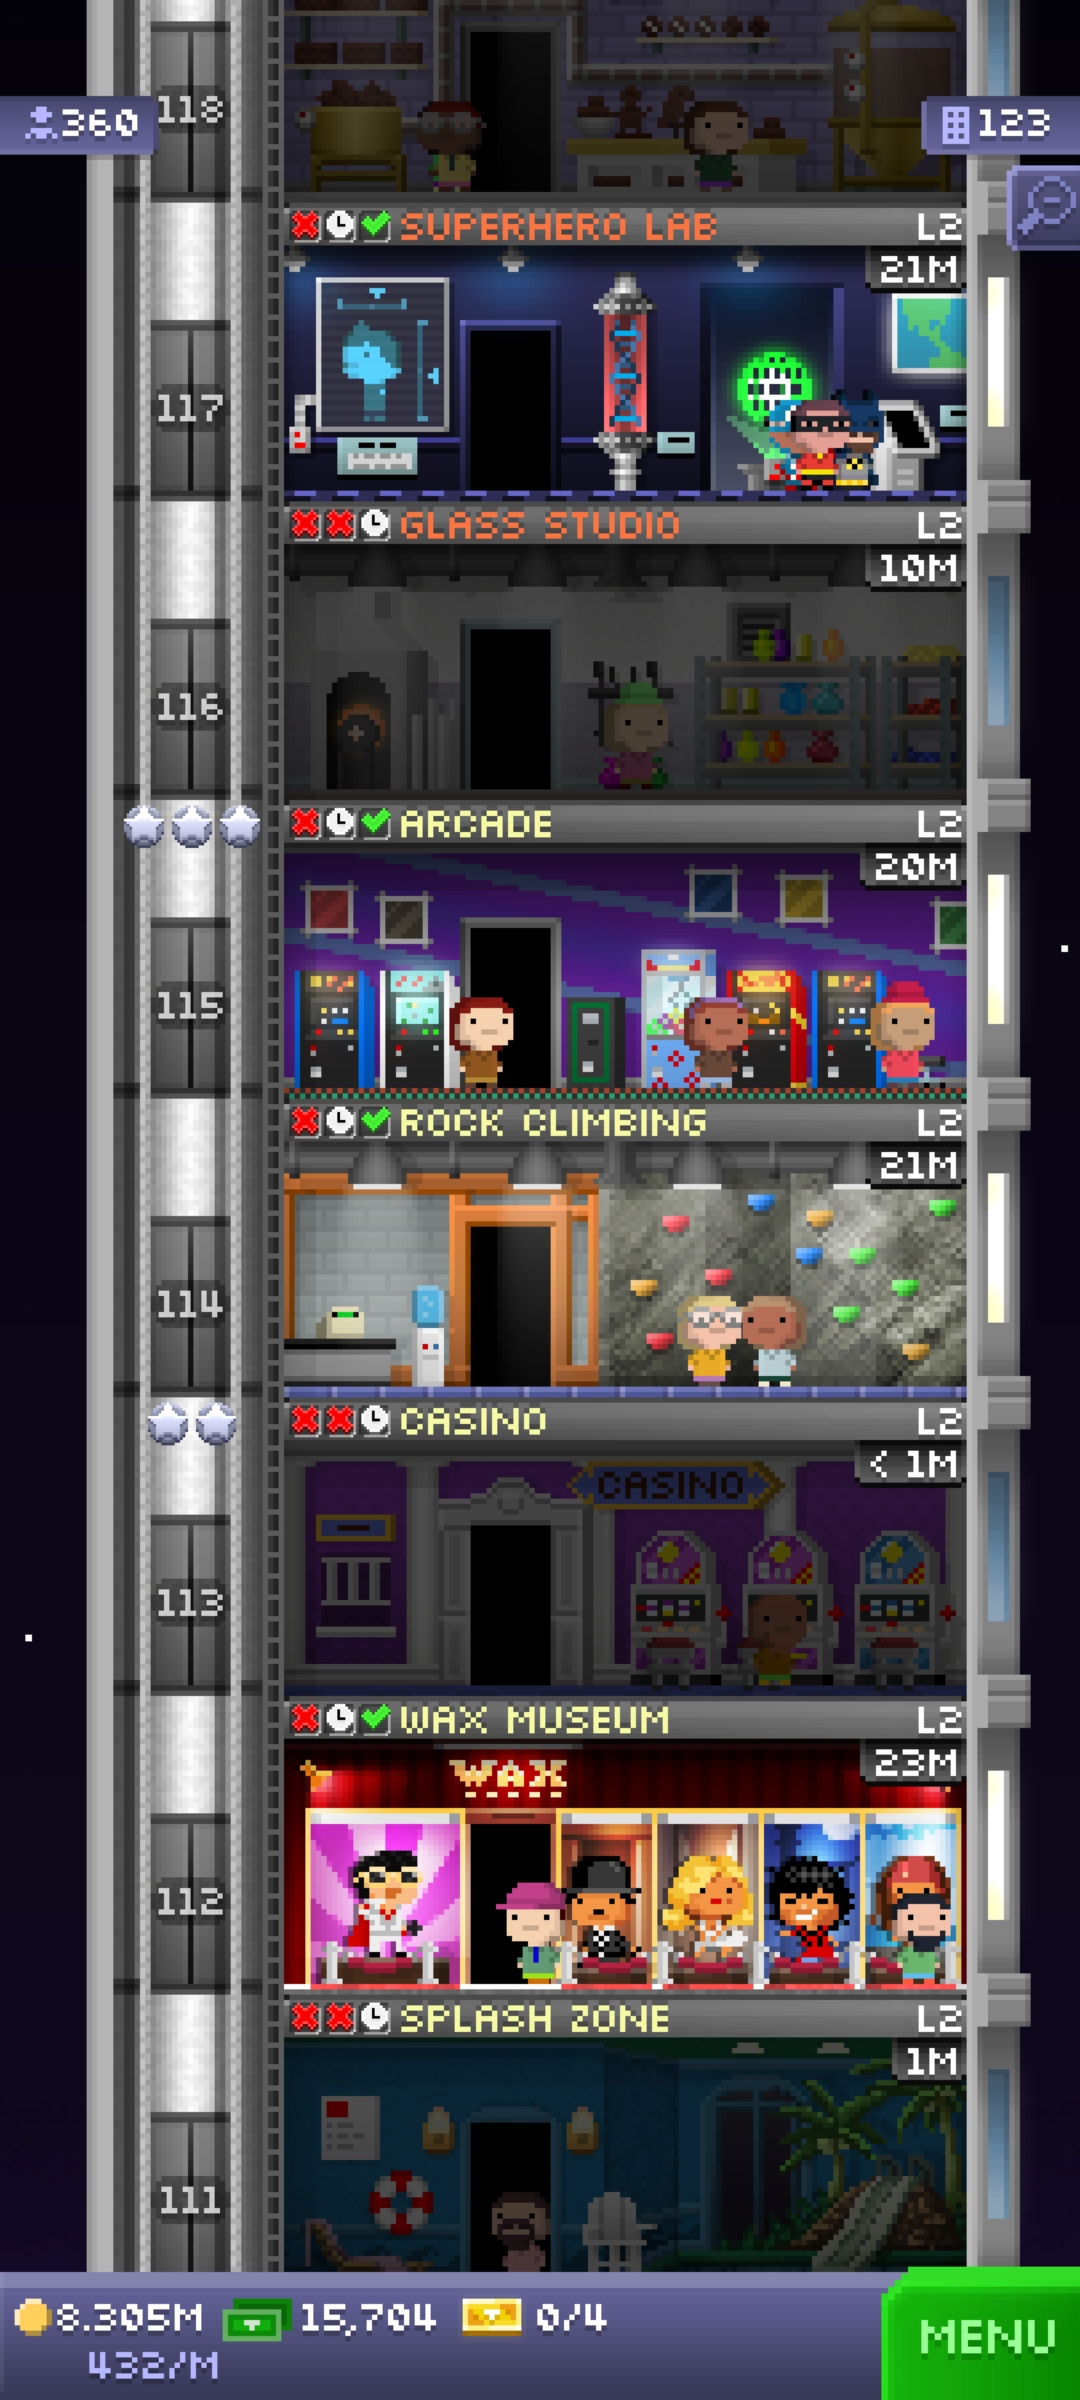 118
360
123
SUPERHERO LAB L2
21M
117
GLASS STUDIO L2
10M
116
ARCADE L2
20M
115
ROCK CLIMBING L2
21M
114
CASINO L2
< 1M
CASINO
113
WAX MUSEUM L2
23M
WAX
112
SPLASH ZONE L2
1M
111
8.305M 15,704 0/4
432/M
MENU